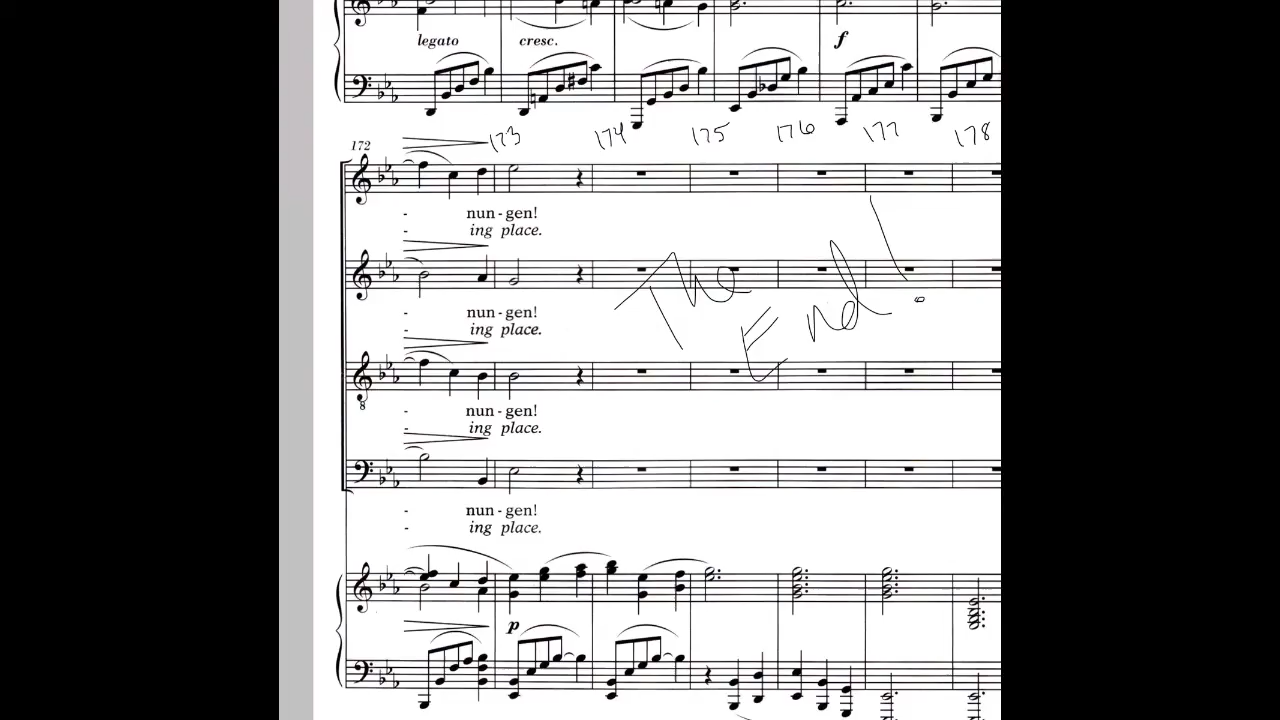 legato cresc. f
173 174 175 176 177 178
172
- nun - gen!
- ing place.
- nun - gen!
- ing place.
The
End!
- nun - gen!
- ing place.
8
- nun - gen!
- ing place.
p